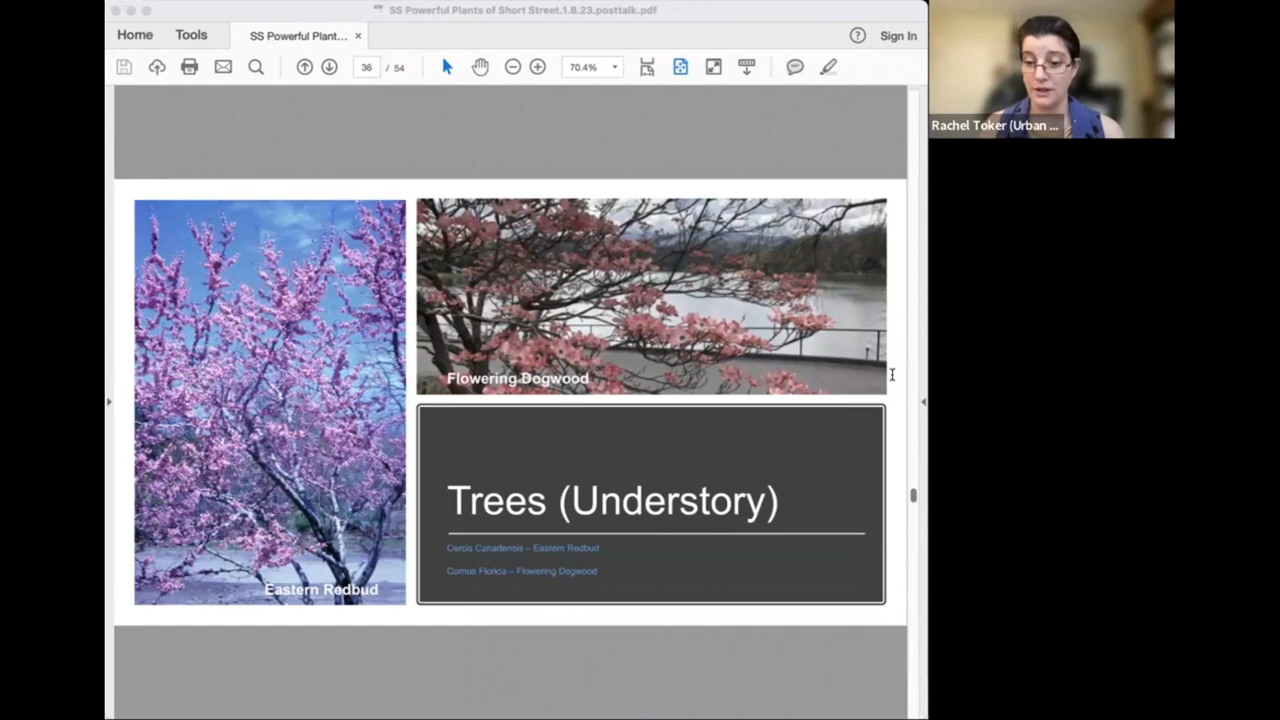 SS Powerful Plants of Short Street.1.8.23.posttalk.pdf
Home Tools SS Powerful Plant... × Sign In
36 / 54 70.4%
Rachel Toker (Urban ...
Flowering Dogwood
Trees (Understory)
Cercis Canadensis – Eastern Redbud
Cornus Florica – Flowering Dogwood
Eastern Redbud